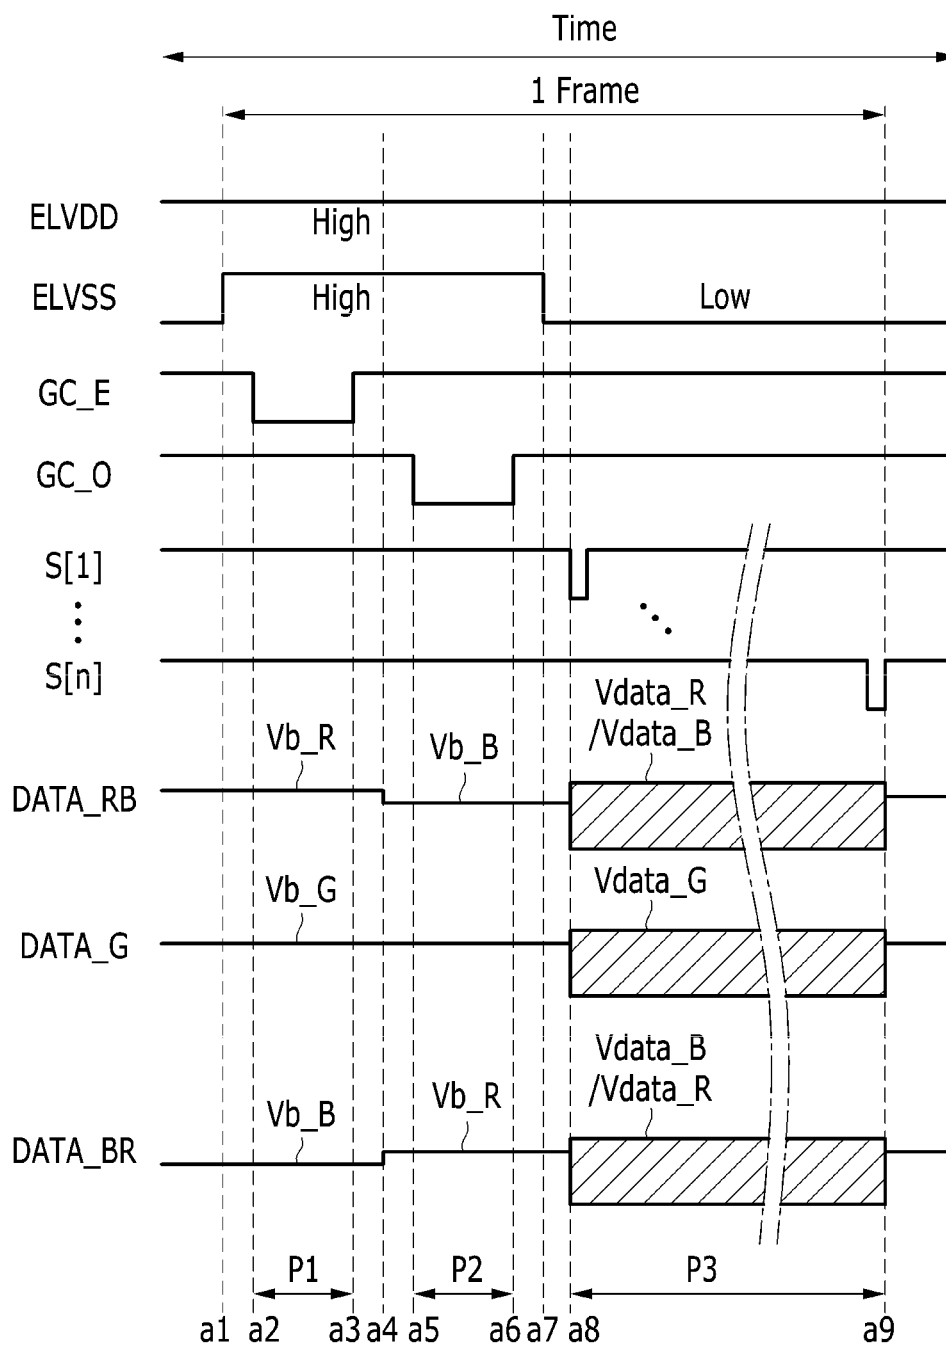 Time
1 Frame
ELVDD
High
ELVSS
High
Low
GC_E
GC_O
S[1]
S[n]
Vdata_R
/Vdata_B
Vb_R
Vb_B
DATA_RB
Vb_G
Vdata_G
DATA_G
Vdata_B
/Vdata_R
Vb_B
Vb_R
DATA_BR
P1
P2
P3
a1 a2 a3 a4 a5 a6 a7 a8 a9